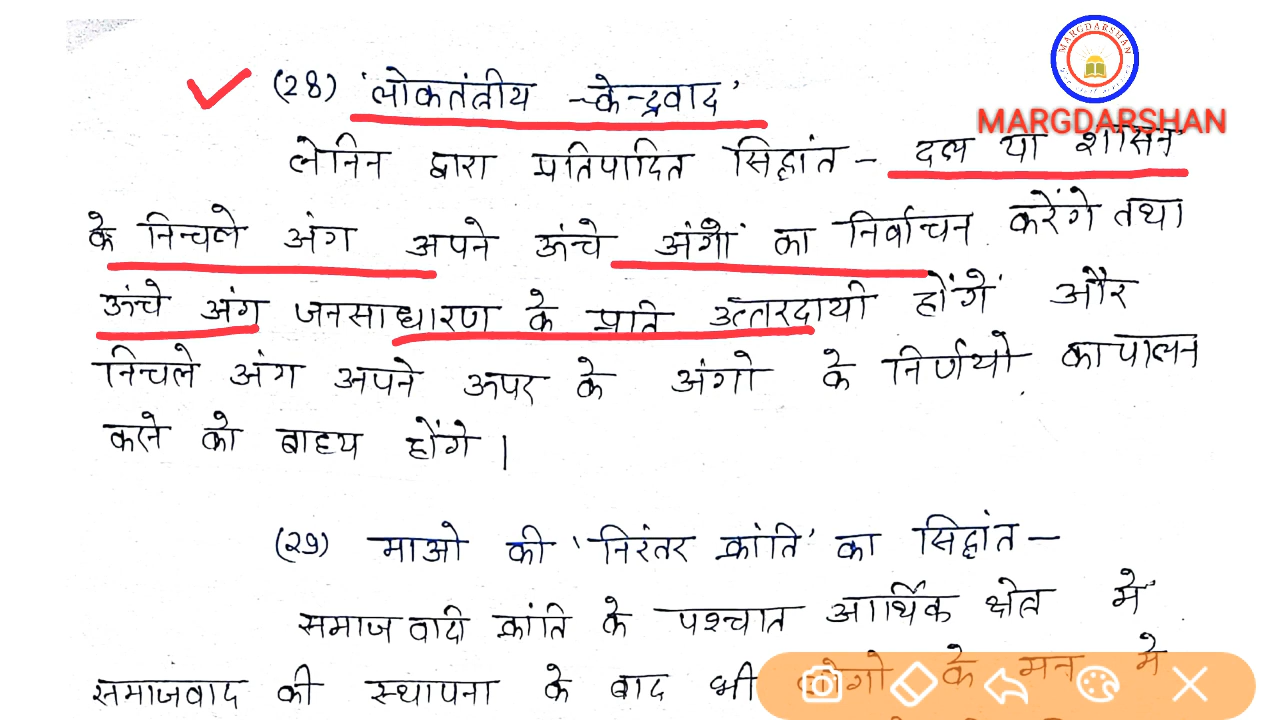 MARGDARSHAN
MARGDARSHAN
(28) 'लोकतंत्रीय केन्द्रवाद'
लेनिन द्वारा प्रतिपादित सिद्धांत - दल या शासन
के निचले अंग अपने ऊंचे अंगों का निर्वाचन करेंगे तथा
ऊंचे अंग जनसाधारण के प्रति उत्तरदायी होंगें और
निचले अंग अपने ऊपर के अंगो के निर्णयो का पालन
करने को बाध्य होंगे।
(29) माओ की 'निरंतर क्रांति' का सिद्धांत -
समाजवादी क्रांति के पश्चात आर्थिक क्षेत्र में
समाजवाद की स्थापना के बाद भी लोगो के मन मे